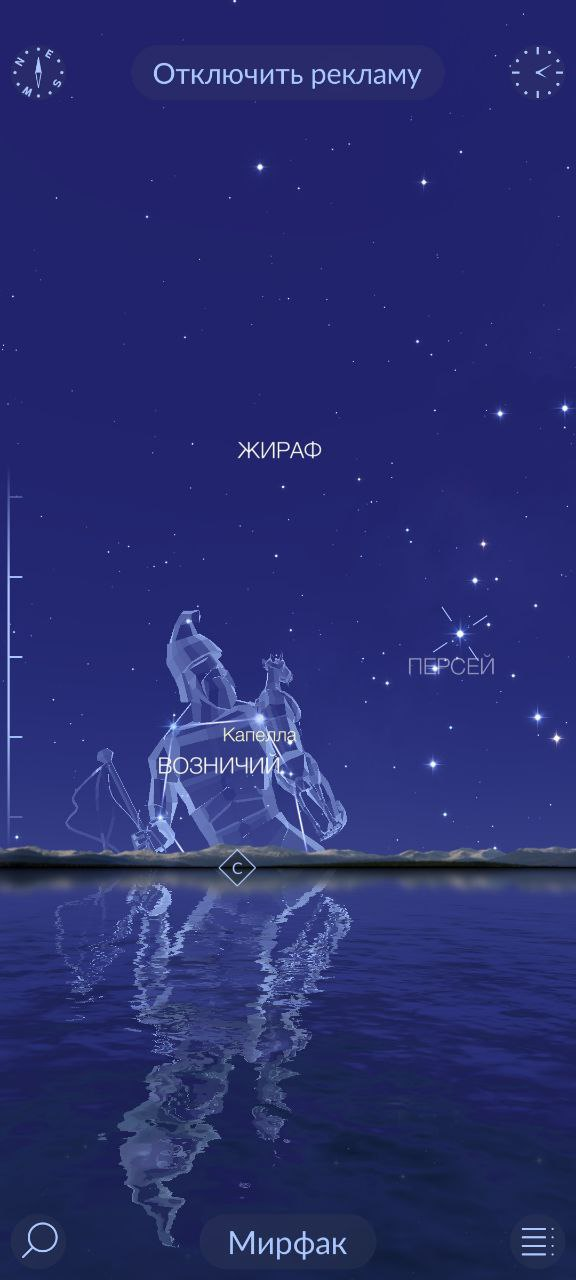 N E S W
Отключить рекламу
ЖИРАФ
ПЕРСЕЙ
Капелла
ВОЗНИЧИЙ
С
Мирфак